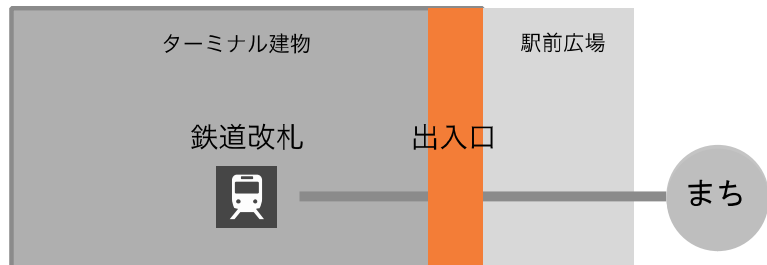 ターミナル建物
駅前広場
鉄道改札
出入口
まち